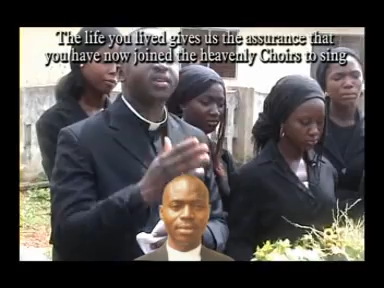 The life you lived gives us the assurance that
you have now joined the heavenly Choirs to sing